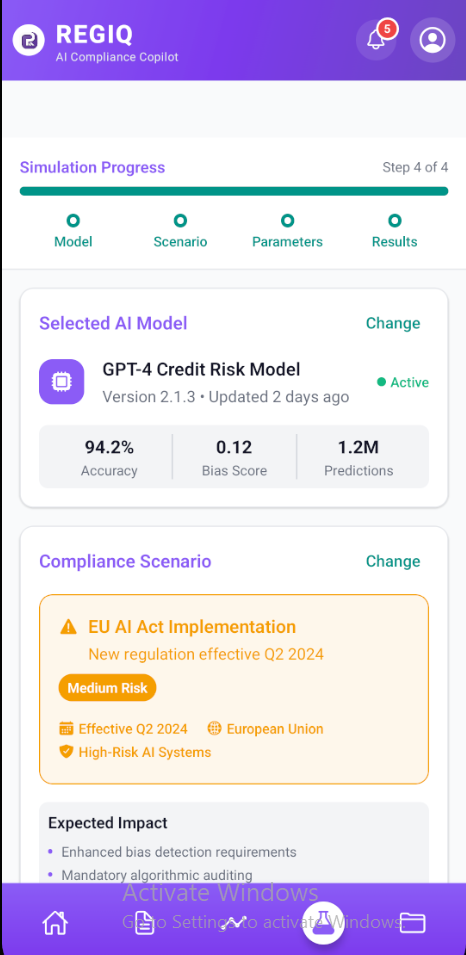 REGIQ
AI Compliance Copilot
5
Simulation Progress
Step 4 of 4
Model
Scenario
Parameters
Results
Selected AI Model
Change
GPT-4 Credit Risk Model
Version 2.1.3 • Updated 2 days ago
Active
94.2%
0.12
1.2M
Accuracy
Bias Score
Predictions
Compliance Scenario
Change
EU AI Act Implementation
New regulation effective Q2 2024
Medium Risk
Effective Q2 2024
European Union
High-Risk AI Systems
Expected Impact
• Enhanced bias detection requirements
• Mandatory algorithmic auditing
Activate Windows
Go to Settings to activate Windows.